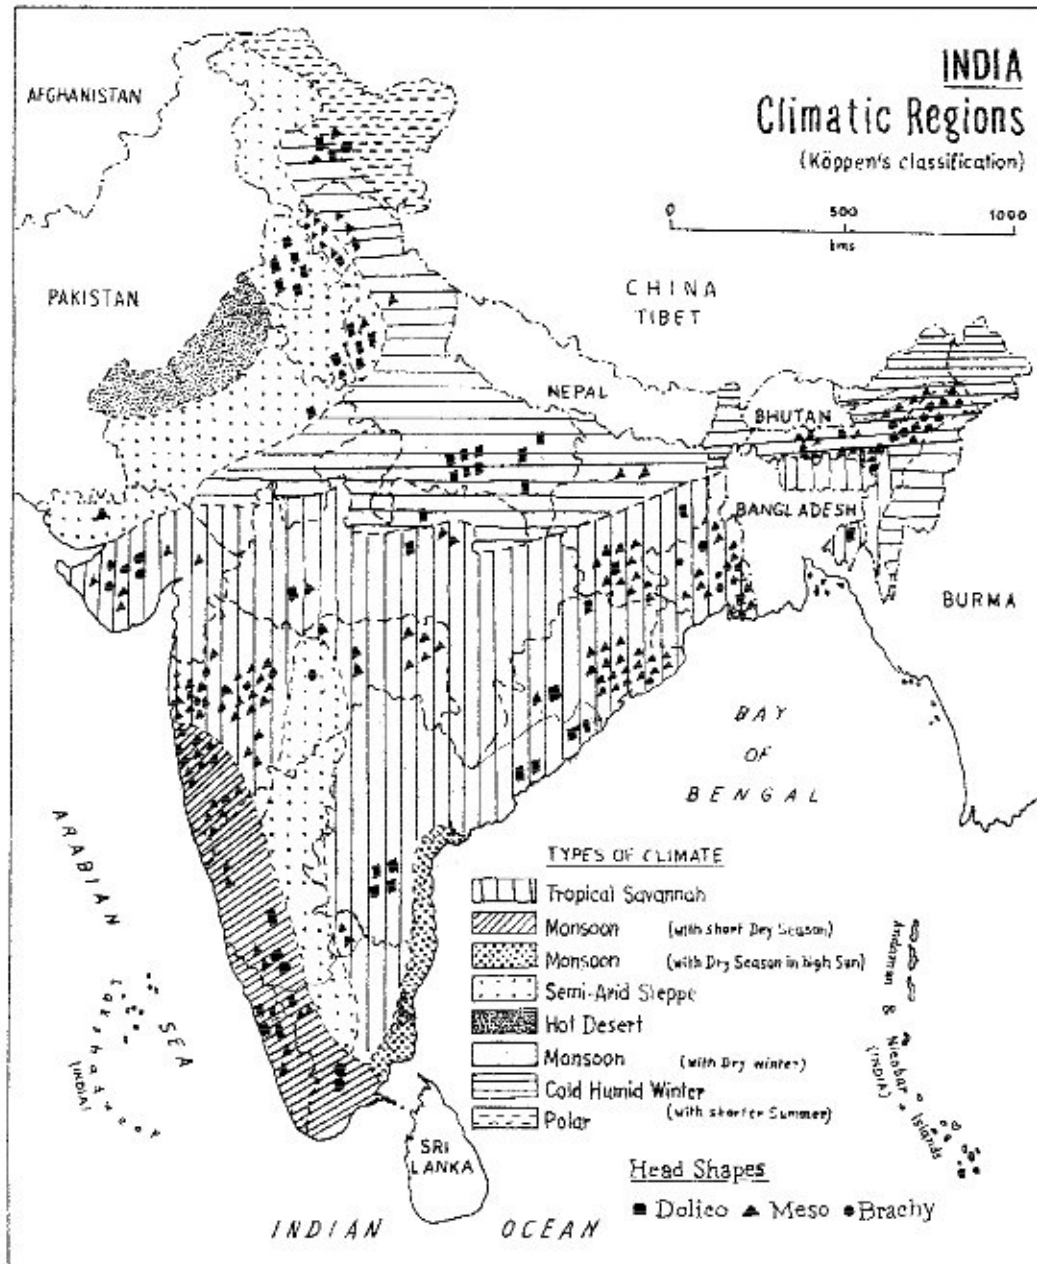 INDIA
Climatic Regions
(Köppen's classification)
0 500 1000
kms
AFGHANISTAN
PAKISTAN
CHINA
TIBET
NEPAL
BHUTAN
BANGLADESH
BURMA
BAY
OF
BENGAL
ARABIAN
SEA
Lakshadweep
(INDIA)
TYPES OF CLIMATE
Tropical Savannah
Monsoon (with short Dry Season)
Monsoon (with Dry Season in high Sun)
Semi-Arid Steppe
Hot Desert
Monsoon (with Dry winter)
Cold Humid Winter
(with shorter Summer)
Polar
Andaman &
Nicobar Islands
(INDIA)
SRI
LANKA
Head Shapes
Dolico Meso Brachy
INDIAN OCEAN